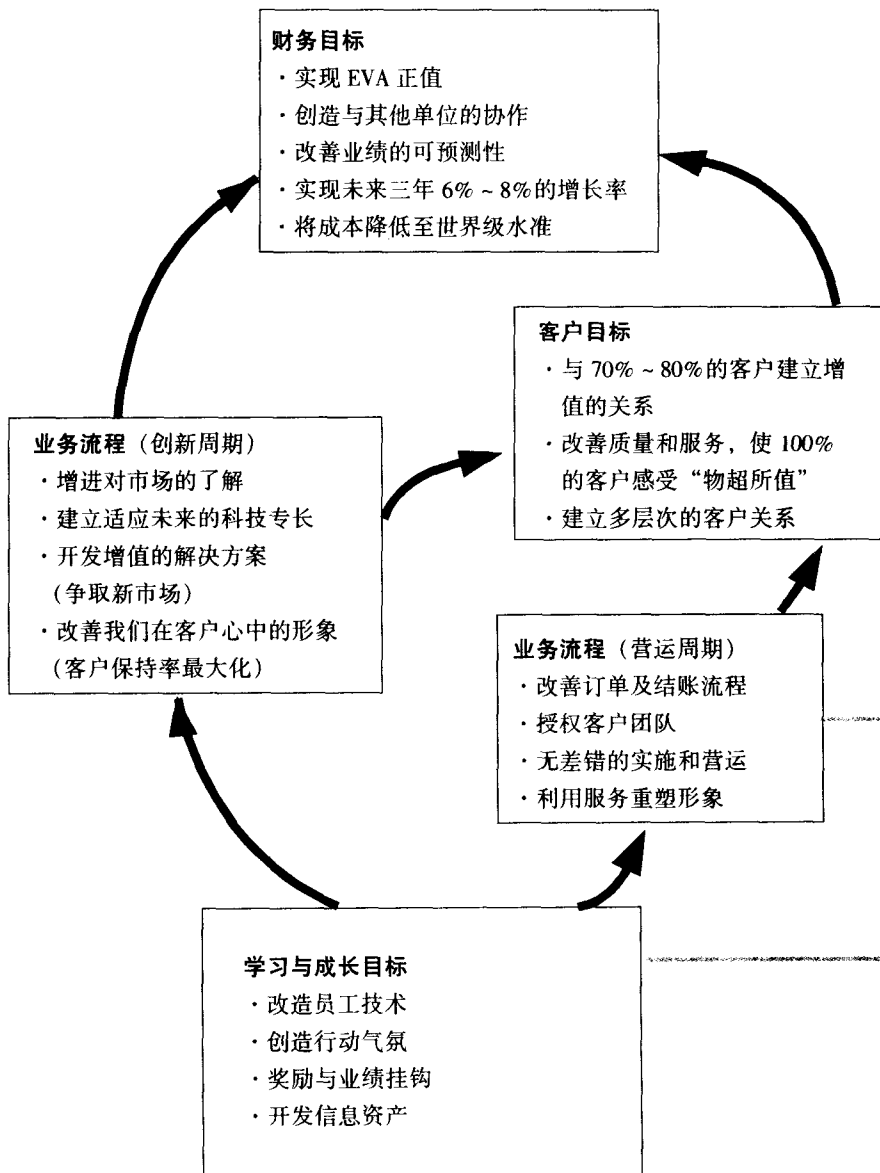 财务目标
· 实现 EVA 正值
· 创造与其他单位的协作
· 改善业绩的可预测性
· 实现未来三年 6% ~ 8%的增长率
· 将成本降低至世界级水准
客户目标
· 与 70% ~ 80%的客户建立增
值的关系
· 改善质量和服务，使 100%
的客户感受“物超所值”
· 建立多层次的客户关系
业务流程（创新周期）
· 增进对市场的了解
· 建立适应未来的科技专长
· 开发增值的解决方案
（争取新市场）
· 改善我们在客户心中的形象
（客户保持率最大化）
业务流程（营运周期）
· 改善订单及结账流程
· 授权客户团队
· 无差错的实施和营运
· 利用服务重塑形象
学习与成长目标
· 改造员工技术
· 创造行动气氛
· 奖励与业绩挂钩
· 开发信息资产